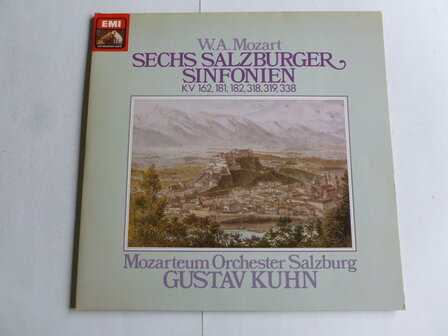 EMI
W.A. Mozart
SECHS SALZBURGER
SINFONIEN
KV 162, 181, 182, 318, 319, 338
Mozarteum Orchester Salzburg
GUSTAV KUHN